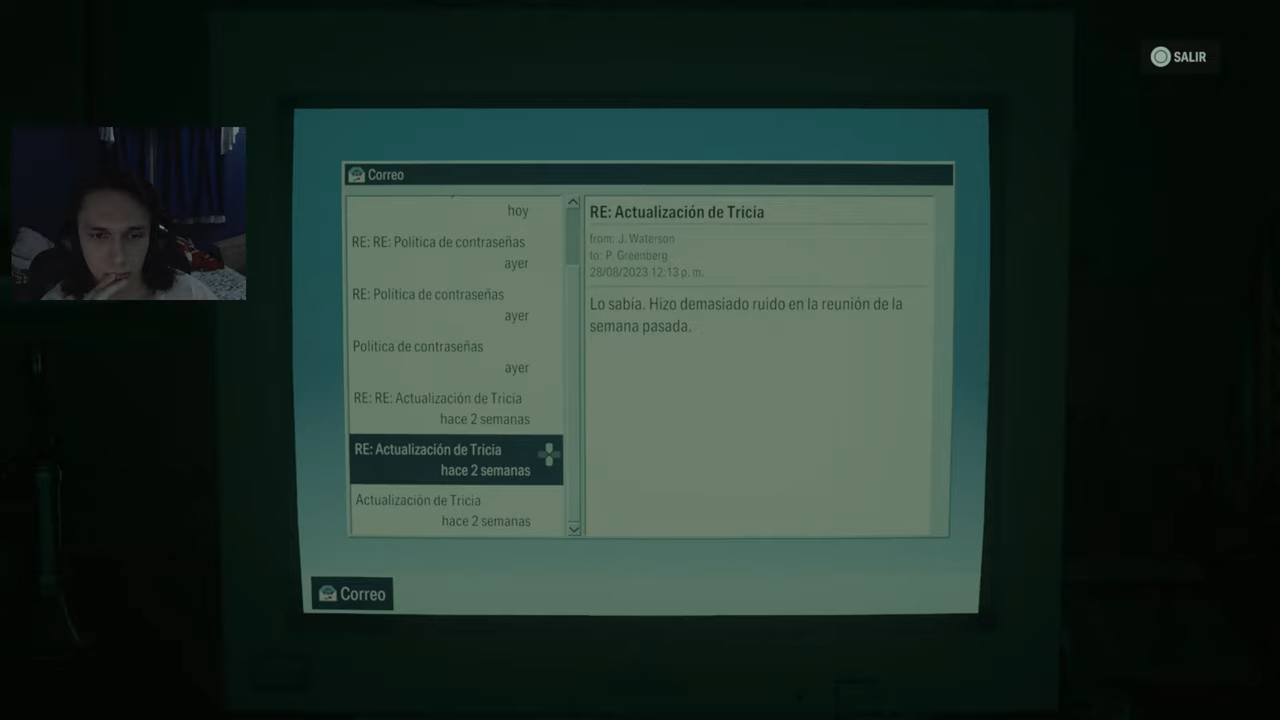 SALIR
Correo
hoy
RE: RE: Política de contraseñas
ayer
RE: Política de contraseñas
ayer
Política de contraseñas
ayer
RE: RE: Actualización de Tricia
hace 2 semanas
RE: Actualización de Tricia
hace 2 semanas
Actualización de Tricia
hace 2 semanas
RE: Actualización de Tricia
from: J. Waterson
to: P. Greenberg
28/08/2023 12:13 p. m.
Lo sabía. Hizo demasiado ruido en la reunión de la
semana pasada.
Correo